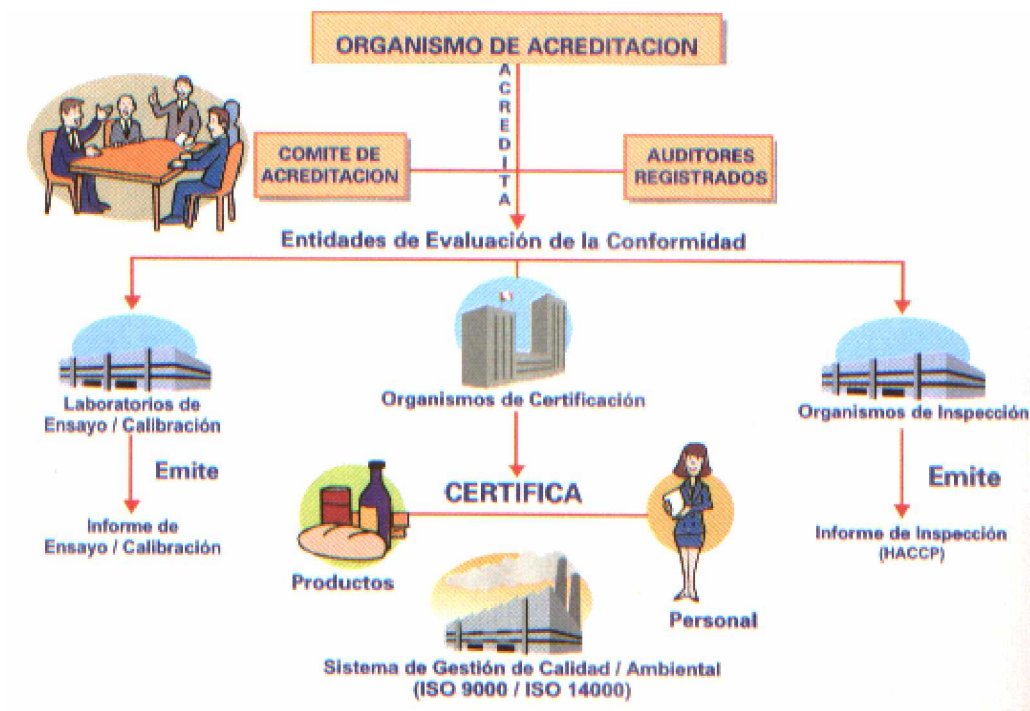 ORGANISMO DE ACREDITACION
ACREDITA
COMITE DE
ACREDITACION
AUDITORES
REGISTRADOS
Entidades de Evaluación de la Conformidad
Laboratorios de
Ensayo / Calibración
Organismos de Certificación
Organismos de Inspección
Emite
CERTIFICA
Emite
Informe de
Ensayo / Calibración
Informe de Inspección
(HACCP)
Productos
Personal
Sistema de Gestión de Calidad / Ambiental
(ISO 9000 / ISO 14000)